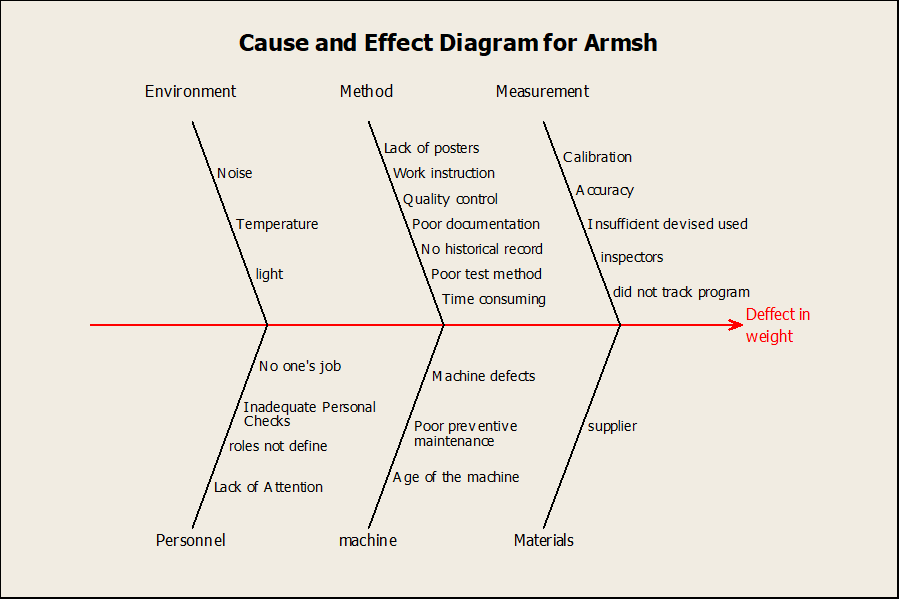 Cause and Effect Diagram for Armsh
Environment
Method
Measurement
Noise
Temperature
light
Lack of posters
Work instruction
Quality control
Poor documentation
No historical record
Poor test method
Time consuming
Calibration
Accuracy
Insufficient devised used
inspectors
did not track program
Deffect in
weight
No one's job
Inadequate Personal
Checks
roles not define
Lack of Attention
Machine defects
Poor preventive
maintenance
Age of the machine
supplier
Personnel
machine
Materials